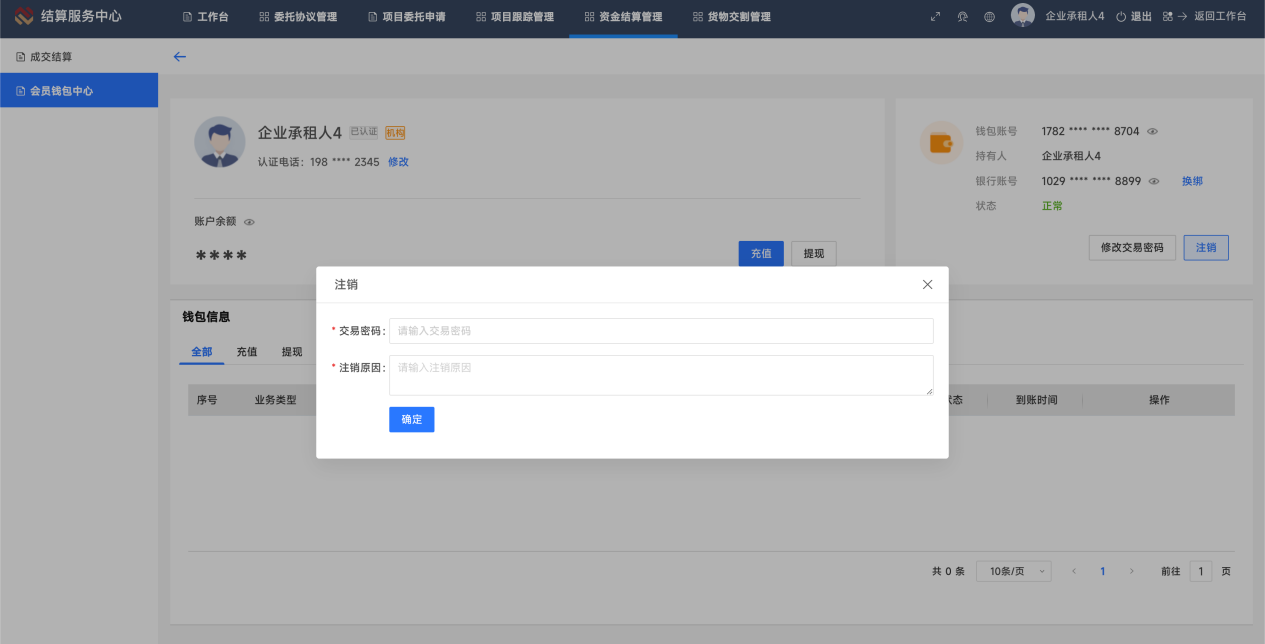 结算服务中心 工作台 委托协议管理 项目委托申请 项目跟踪管理 资金结算管理 货物交割管理 企业承租人4 退出 返回工作台
成交结算
会员钱包中心
企业承租人4 已认证 机构
认证电话: 198 **** 2345 修改
账户余额
****
充值 提现
钱包账号 1782 **** **** 8704
持有人 企业承租人4
银行账号 1029 **** **** 8899 换绑
状态 正常
修改交易密码 注销
注销
* 交易密码: 请输入交易密码
* 注销原因: 请输入注销原因
确定
钱包信息
全部 充值 提现
序号 业务类型 到账时间 操作
共 0 条 10条/页 1 前往 1 页